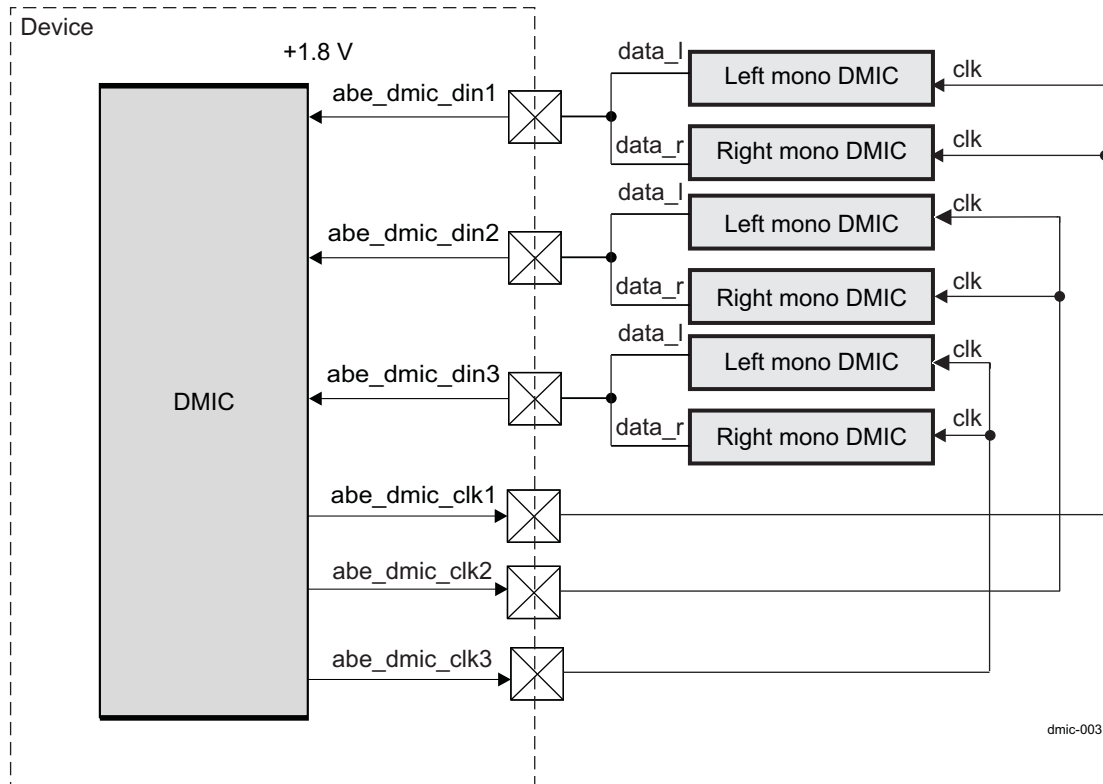 Device
+1.8 V
data_l
Left mono DMIC
clk
abe_dmic_din1
data_r
Right mono DMIC
clk
data_l
Left mono DMIC
clk
abe_dmic_din2
data_r
Right mono DMIC
clk
data_l
Left mono DMIC
clk
abe_dmic_din3
DMIC
data_r
Right mono DMIC
clk
abe_dmic_clk1
abe_dmic_clk2
abe_dmic_clk3
dmic-003